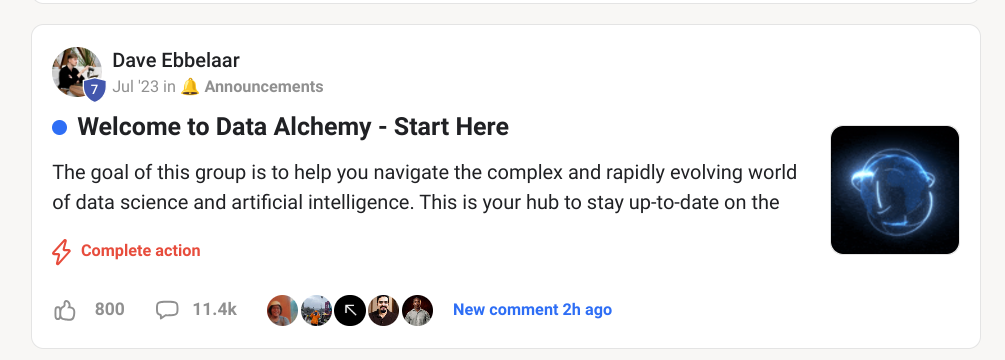 Dave Ebbelaar
7
Jul '23 in 🔔 Announcements
Welcome to Data Alchemy - Start Here
The goal of this group is to help you navigate the complex and rapidly evolving world
of data science and artificial intelligence. This is your hub to stay up-to-date on the
Complete action
800 11.4k New comment 2h ago